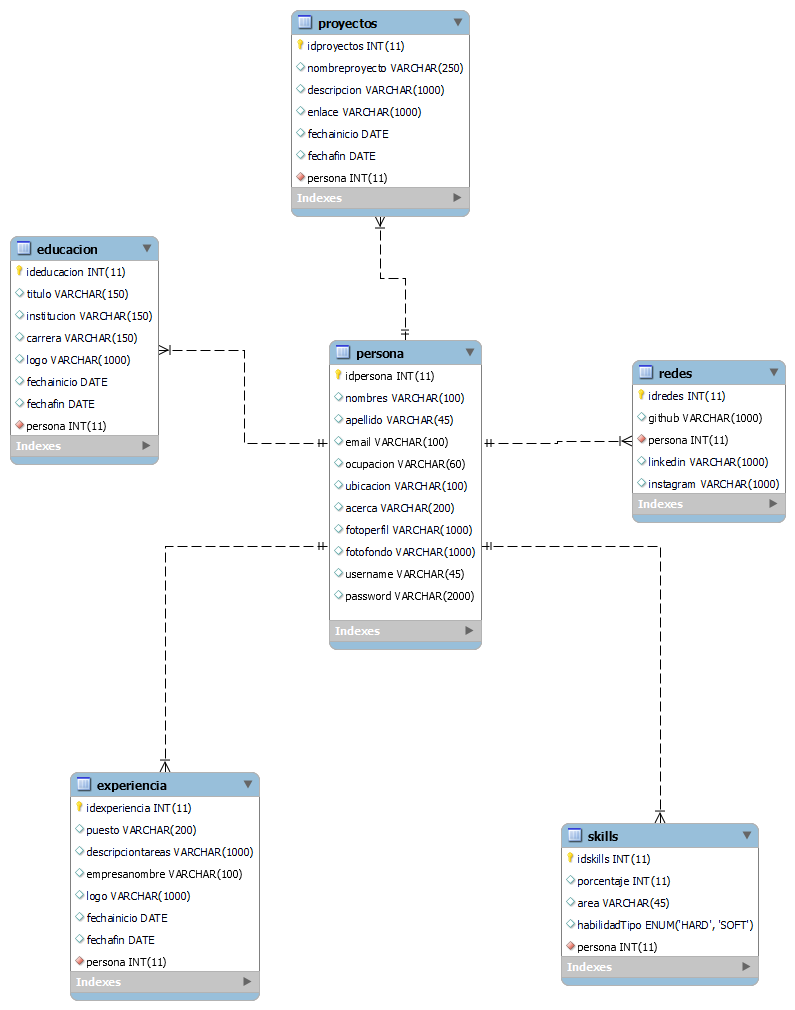 proyectos
idproyectos INT(11)
nombreproyecto VARCHAR(250)
descripcion VARCHAR(1000)
enlace VARCHAR(1000)
fechainicio DATE
fechafin DATE
persona INT(11)
Indexes
educacion
ideducacion INT(11)
titulo VARCHAR(150)
institucion VARCHAR(150)
carrera VARCHAR(150)
logo VARCHAR(1000)
fechainicio DATE
fechafin DATE
persona INT(11)
Indexes
persona
idpersona INT(11)
nombres VARCHAR(100)
apellido VARCHAR(45)
email VARCHAR(100)
ocupacion VARCHAR(60)
ubicacion VARCHAR(100)
acerca VARCHAR(200)
fotoperfil VARCHAR(1000)
fotofondo VARCHAR(1000)
username VARCHAR(45)
password VARCHAR(2000)
Indexes
redes
idredes INT(11)
github VARCHAR(1000)
persona INT(11)
linkedin VARCHAR(1000)
instagram VARCHAR(1000)
Indexes
experiencia
idexperiencia INT(11)
puesto VARCHAR(200)
descripciontareas VARCHAR(1000)
empresanombre VARCHAR(100)
logo VARCHAR(1000)
fechainicio DATE
fechafin DATE
persona INT(11)
Indexes
skills
idskills INT(11)
porcentaje INT(11)
area VARCHAR(45)
habilidadTipo ENUM('HARD', 'SOFT')
persona INT(11)
Indexes